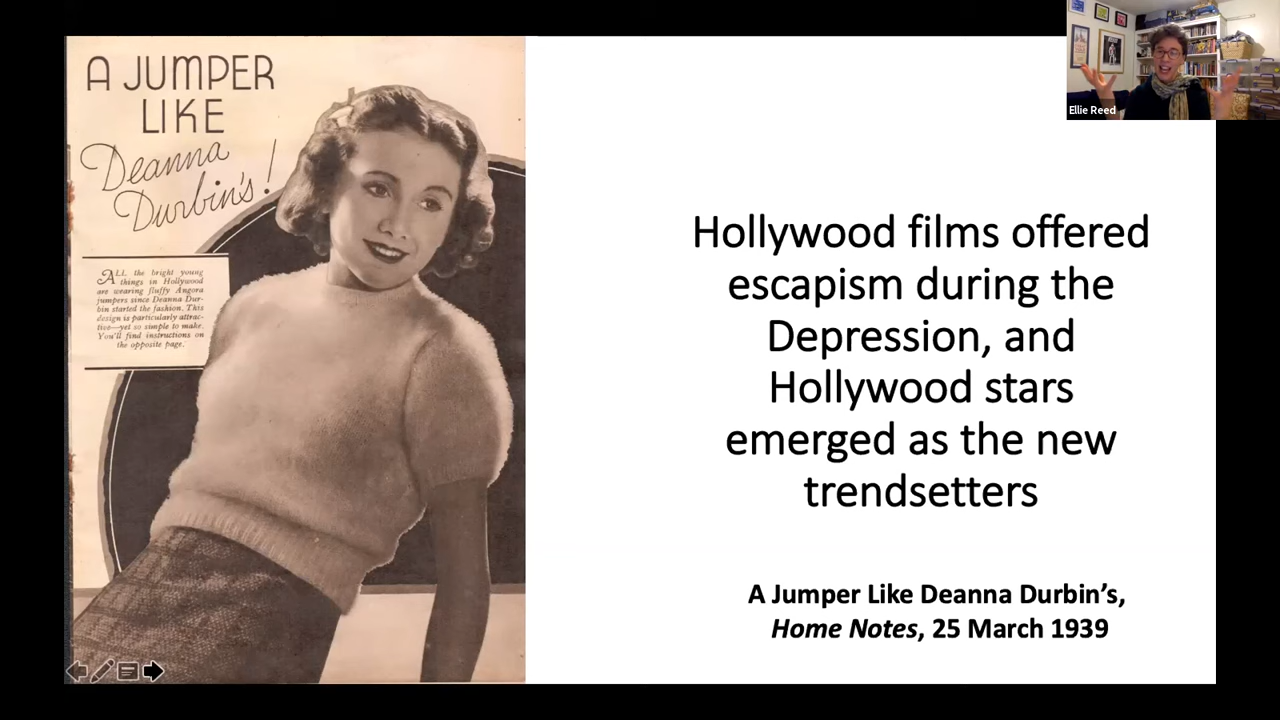 A JUMPER
LIKE
Deanna
Durbin's!
ALL the bright young
things in Hollywood
are wearing fluffy Angora
jumpers since Deanna Dur-
bin started the fashion. This
design is particularly attrac-
tive—yet so simple to make.
You'll find instructions on
the opposite page.
Hollywood films offered
escapism during the
Depression, and
Hollywood stars
emerged as the new
trendsetters
A Jumper Like Deanna Durbin’s,
Home Notes, 25 March 1939
Ellie Reed